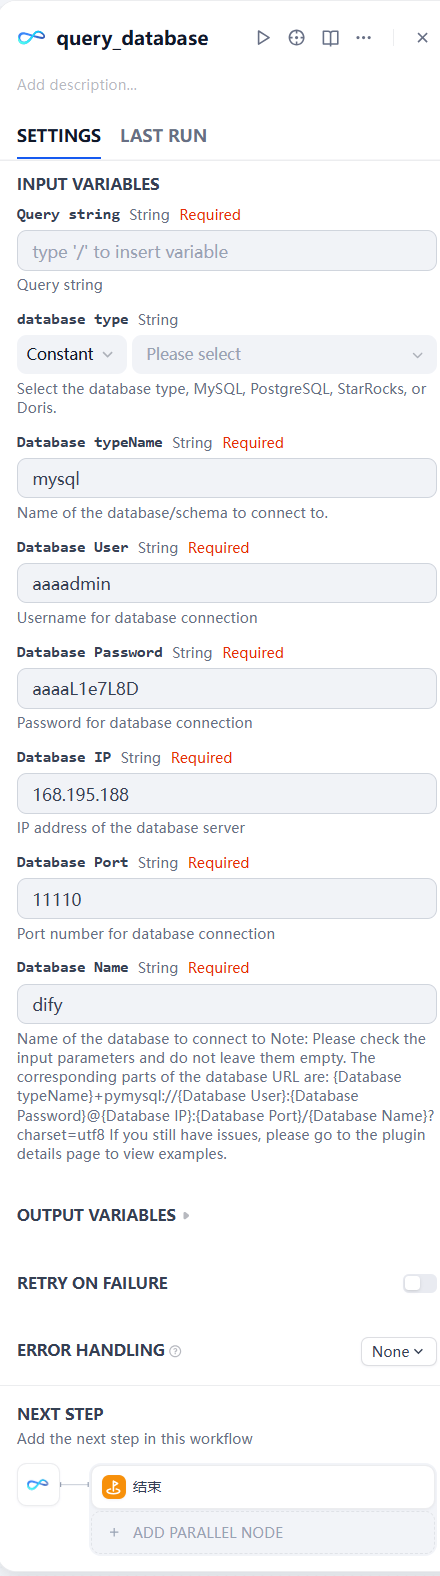 query_database
Add description...
SETTINGS LAST RUN
INPUT VARIABLES
Query string String Required
type '/' to insert variable
Query string
database type String
Constant Please select
Select the database type, MySQL, PostgreSQL, StarRocks, or
Doris.
Database typeName String Required
mysql
Name of the database/schema to connect to.
Database User String Required
aaaadmin
Username for database connection
Database Password String Required
aaaaL1e7L8D
Password for database connection
Database IP String Required
168.195.188
IP address of the database server
Database Port String Required
11110
Port number for database connection
Database Name String Required
dify
Name of the database to connect to Note: Please check the
input parameters and do not leave them empty. The
corresponding parts of the database URL are: {Database
typeName}+pymysql://{Database User}:{Database
Password}@{Database IP}:{Database Port}/{Database Name}?
charset=utf8 If you still have issues, please go to the plugin
details page to view examples.
OUTPUT VARIABLES
RETRY ON FAILURE
ERROR HANDLING None
NEXT STEP
Add the next step in this workflow
结束
+ ADD PARALLEL NODE